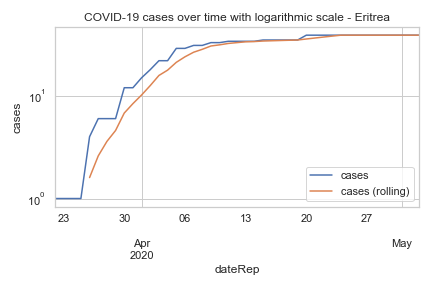 COVID-19 cases over time with logarithmic scale - Eritrea
cases
10¹
10⁰
cases
cases (rolling)
23 30 06 13 20 27
Apr May
2020
dateRep